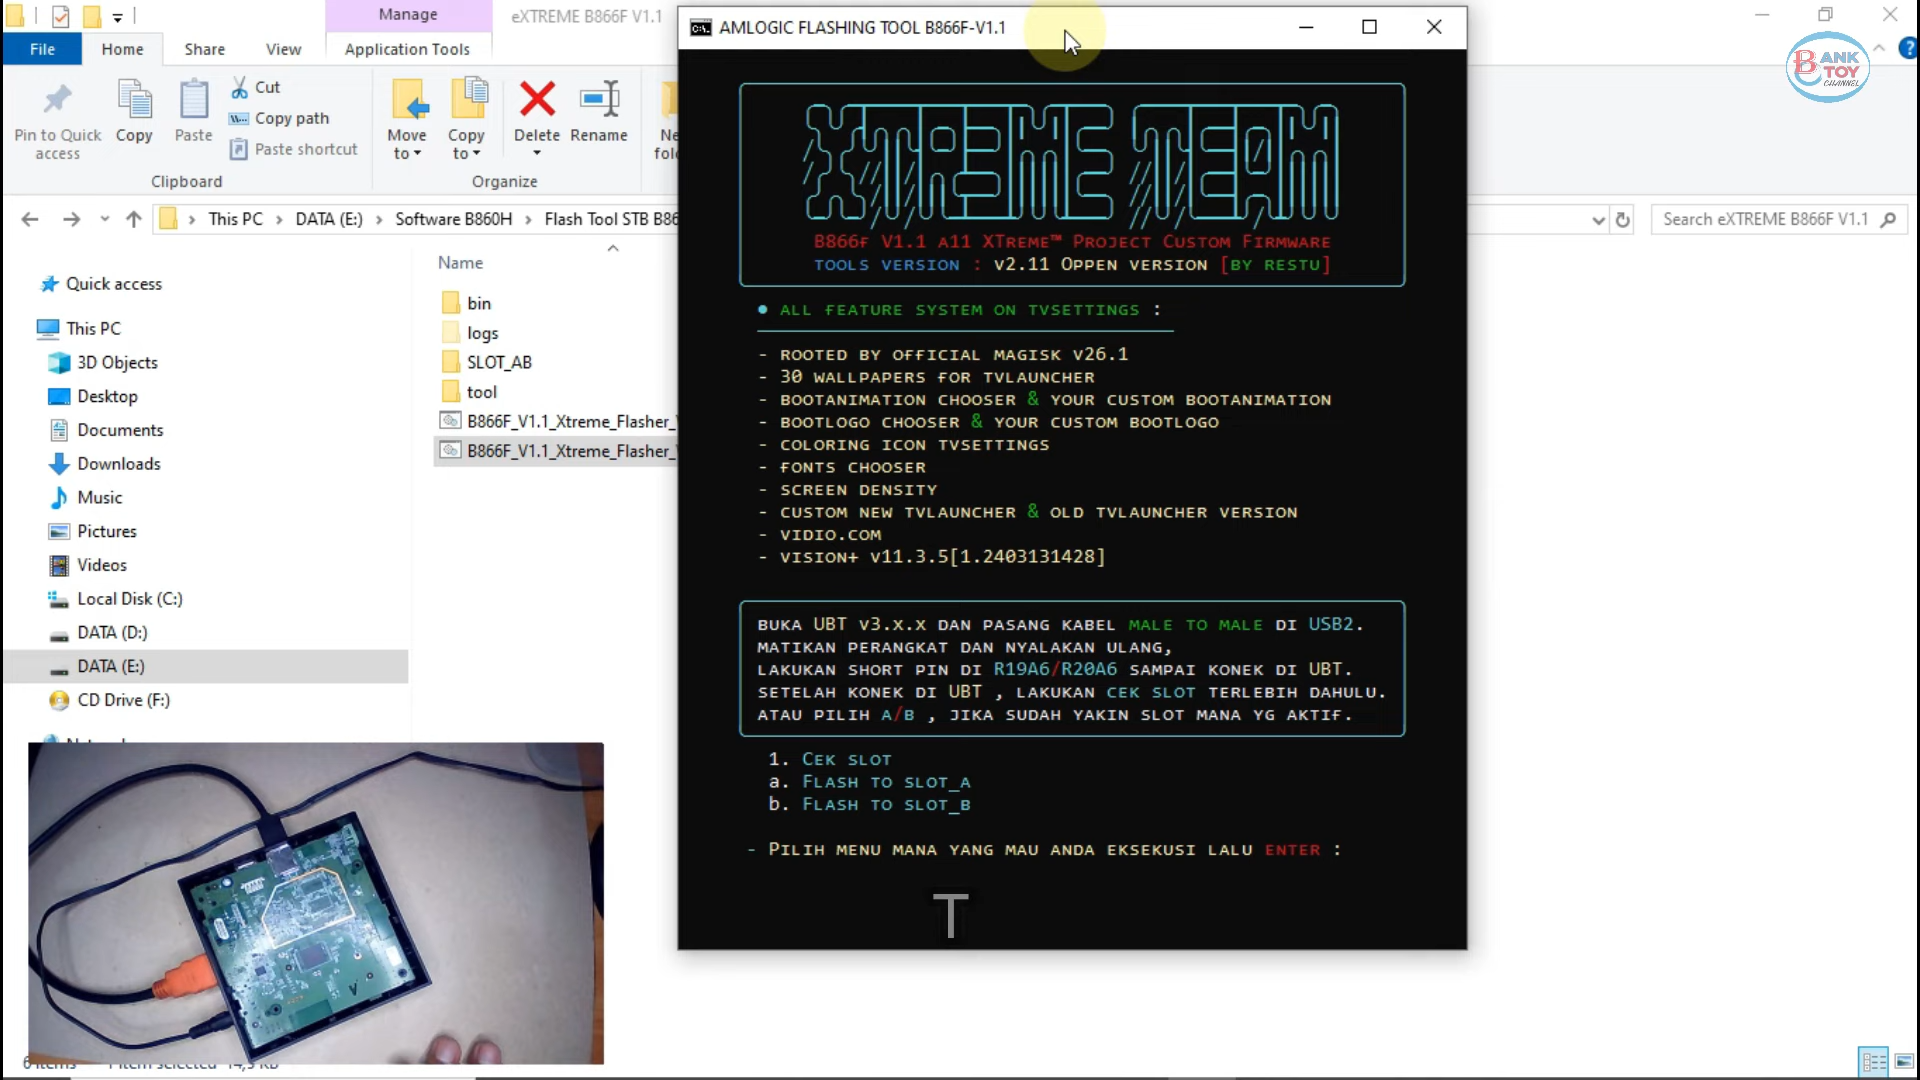 Manage
eXTREME B866F V1.1
File
Home
Share
View
Application Tools
Pin to Quick access
Copy
Paste
Cut
Copy path
Paste shortcut
Clipboard
Move to
Copy to
Delete
Rename
Organize
This PC > DATA (E:) > Software B860H > Flash Tool STB B86
Search eXTREME B866F V1.1
Quick access
This PC
3D Objects
Desktop
Documents
Downloads
Music
Pictures
Videos
Local Disk (C:)
DATA (D:)
DATA (E:)
CD Drive (F:)
Name
bin
logs
SLOT_AB
tool
B866F_V1.1_Xtreme_Flasher_
B866F_V1.1_Xtreme_Flasher_
AMLOGIC FLASHING TOOL B866F-V1.1
XTREME TEAM
B866F V1.1 A11 XTREME™ PROJECT CUSTOM FIRMWARE
TOOLS VERSION : v2.11 OPPEN VERSION [BY RESTU]
● ALL FEATURE SYSTEM ON TVSETTINGS :
- ROOTED BY OFFICIAL MAGISK v26.1
- 30 WALLPAPERS FOR TVLAUNCHER
- BOOTANIMATION CHOOSER & YOUR CUSTOM BOOTANIMATION
- BOOTLOGO CHOOSER & YOUR CUSTOM BOOTLOGO
- COLORING ICON TVSETTINGS
- FONTS CHOOSER
- SCREEN DENSITY
- CUSTOM NEW TVLAUNCHER & OLD TVLAUNCHER VERSION
- VIDIO.COM
- VISION+ v11.3.5[1.2403131428]
BUKA UBT v3.x.x DAN PASANG KABEL MALE TO MALE DI USB2.
MATIKAN PERANGKAT DAN NYALAKAN ULANG,
LAKUKAN SHORT PIN DI R19A6/R20A6 SAMPAI KONEK DI UBT.
SETELAH KONEK DI UBT , LAKUKAN CEK SLOT TERLEBIH DAHULU.
ATAU PILIH A/B , JIKA SUDAH YAKIN SLOT MANA YG AKTIF.
1. CEK SLOT
a. FLASH TO SLOT_A
b. FLASH TO SLOT_B
- PILIH MENU MANA YANG MAU ANDA EKSEKUSI LALU ENTER :
T
BANK TOY
CHANNEL